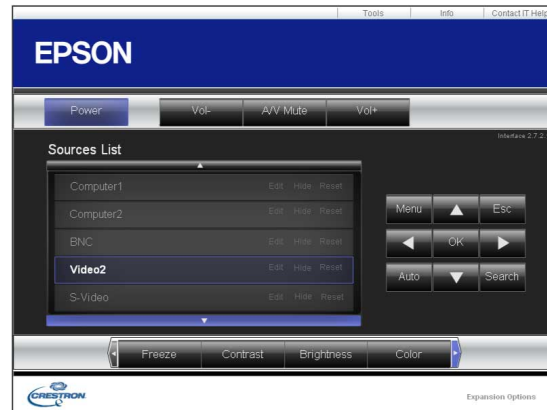 Tools Info Contact IT Help
EPSON
Power Vol- A/V Mute Vol+
Interface 2.7.2.
Sources List
Computer1 Edit Hide Reset
Computer2 Edit Hide Reset
BNC Edit Hide Reset
Video2 Edit Hide Reset
S-Video Edit Hide Reset
Menu Esc
OK
Auto Search
Freeze Contrast Brightness Color
CRESTRON
Expansion Options